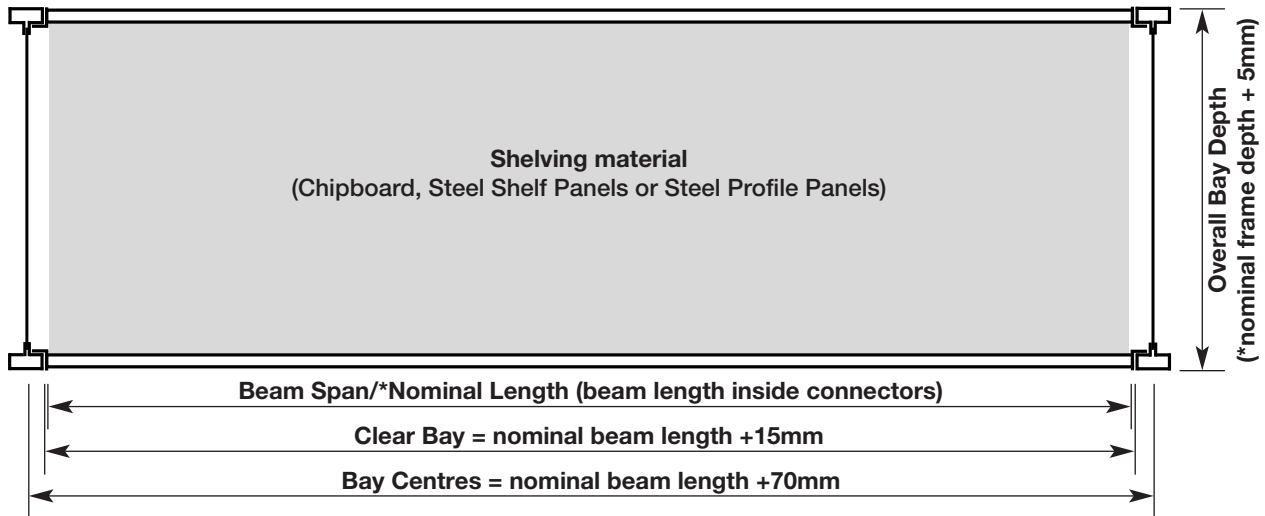 Shelving material
(Chipboard, Steel Shelf Panels or Steel Profile Panels)
Overall Bay Depth
(*nominal frame depth + 5mm)
Beam Span/*Nominal Length (beam length inside connectors)
Clear Bay = nominal beam length +15mm
Bay Centres = nominal beam length +70mm